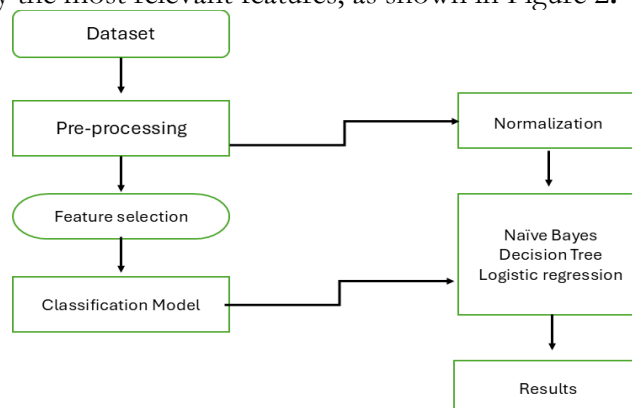 the most relevant features, as shown in Figure 2.
Dataset
Pre-processing
Normalization
Feature selection
Naïve Bayes
Decision Tree
Logistic regression
Classification Model
Results